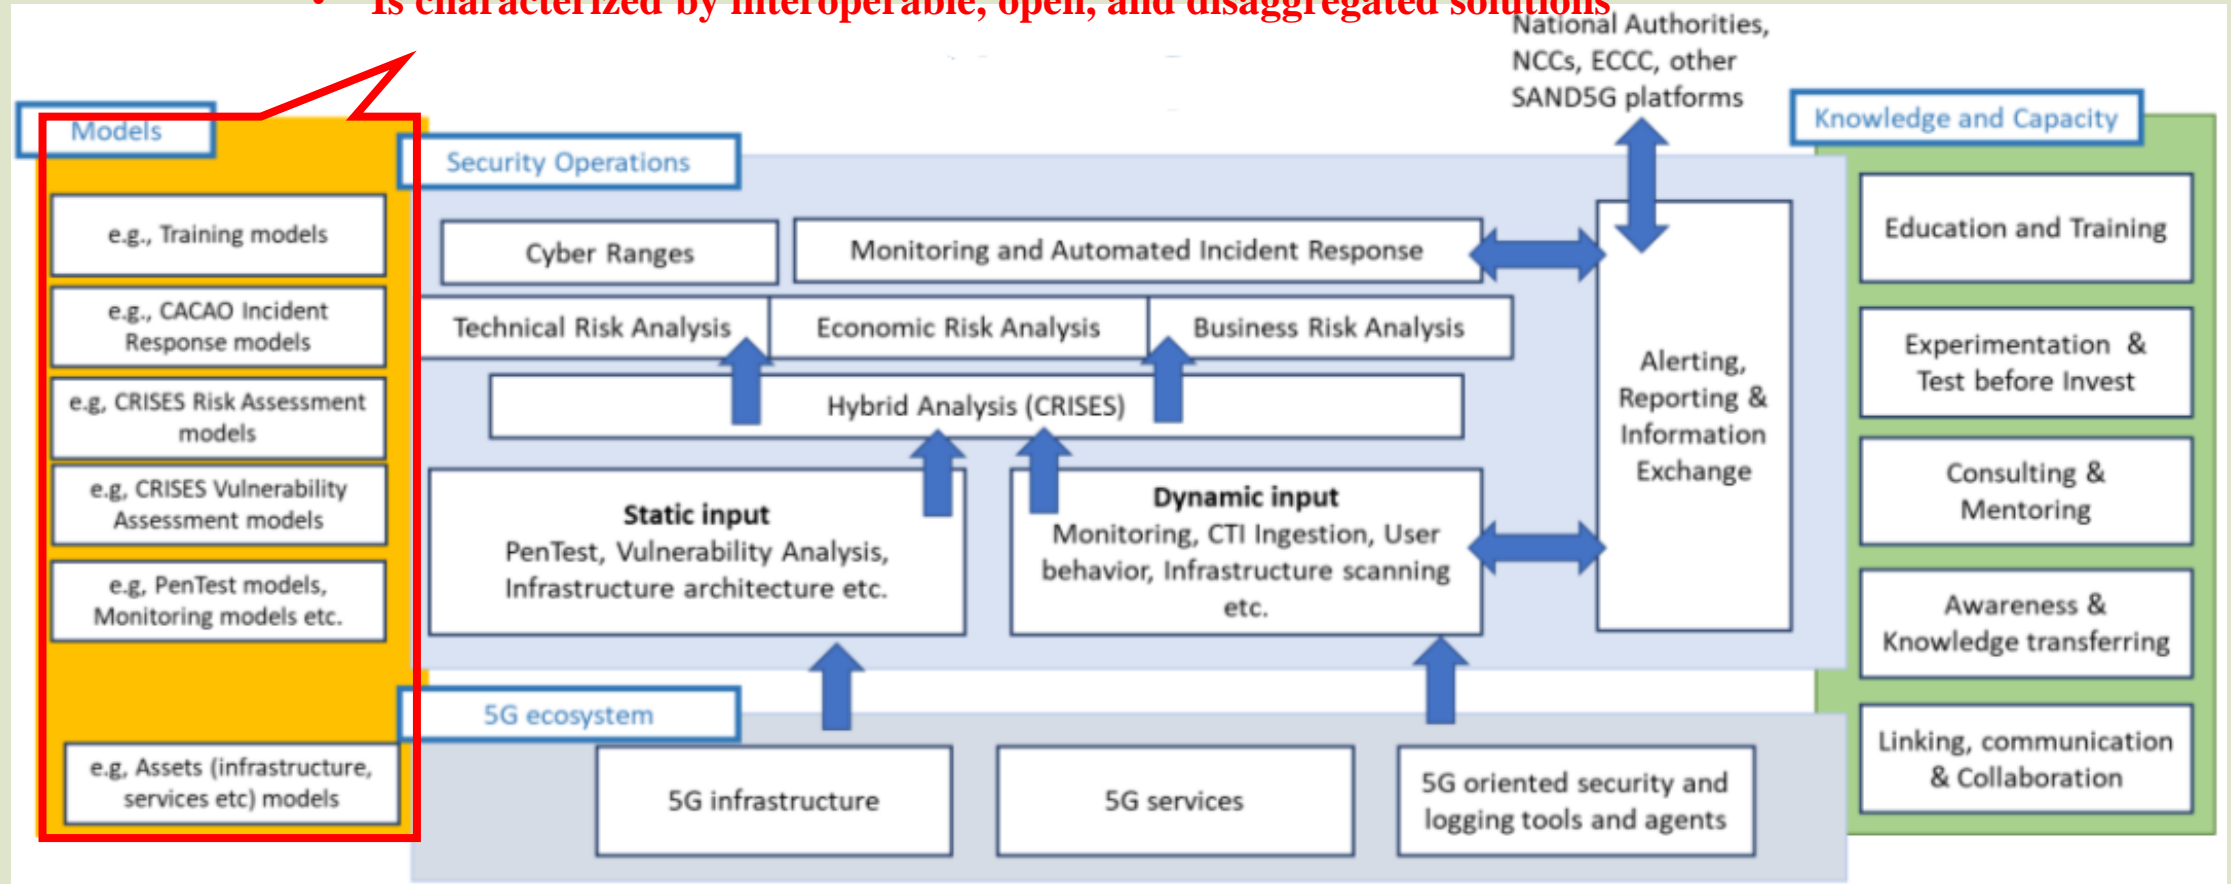 • Is characterized by interoperable, open, and disaggregated solutions
National Authorities,
NCCs, ECCC, other
SAND5G platforms
Models
e.g., Training models
e.g., CACAO Incident
Response models
e.g, CRISES Risk Assessment
models
e.g, CRISES Vulnerability
Assessment models
e.g, PenTest models,
Monitoring models etc.
e.g, Assets (infrastructure,
services etc) models
Security Operations
Cyber Ranges
Monitoring and Automated Incident Response
Technical Risk Analysis
Economic Risk Analysis
Business Risk Analysis
Hybrid Analysis (CRISES)
Static input
PenTest, Vulnerability Analysis,
Infrastructure architecture etc.
Dynamic input
Monitoring, CTI Ingestion, User
behavior, Infrastructure scanning
etc.
Alerting,
Reporting &
Information
Exchange
5G ecosystem
5G infrastructure
5G services
5G oriented security and
logging tools and agents
Knowledge and Capacity
Education and Training
Experimentation &
Test before Invest
Consulting &
Mentoring
Awareness &
Knowledge transferring
Linking, communication
& Collaboration